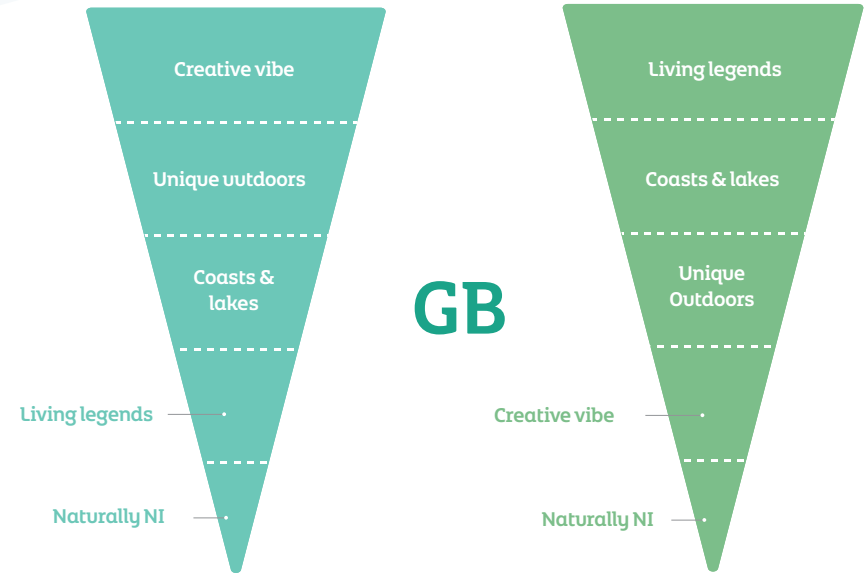 Creative vibe
Unique uutdoors
Coasts &
lakes
Living legends
Naturally NI
GB
Living legends
Coasts & lakes
Unique
Outdoors
Creative vibe
Naturally NI